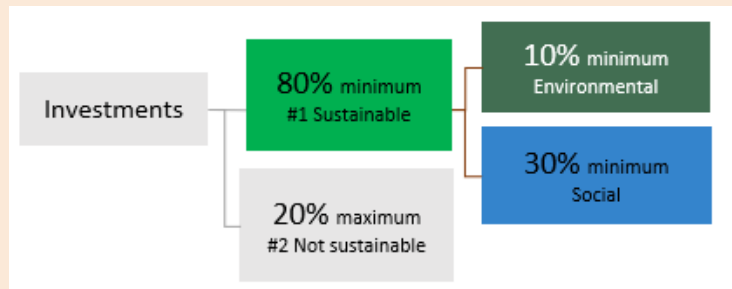 Investments
80% minimum
#1 Sustainable
20% maximum
#2 Not sustainable
10% minimum
Environmental
30% minimum
Social